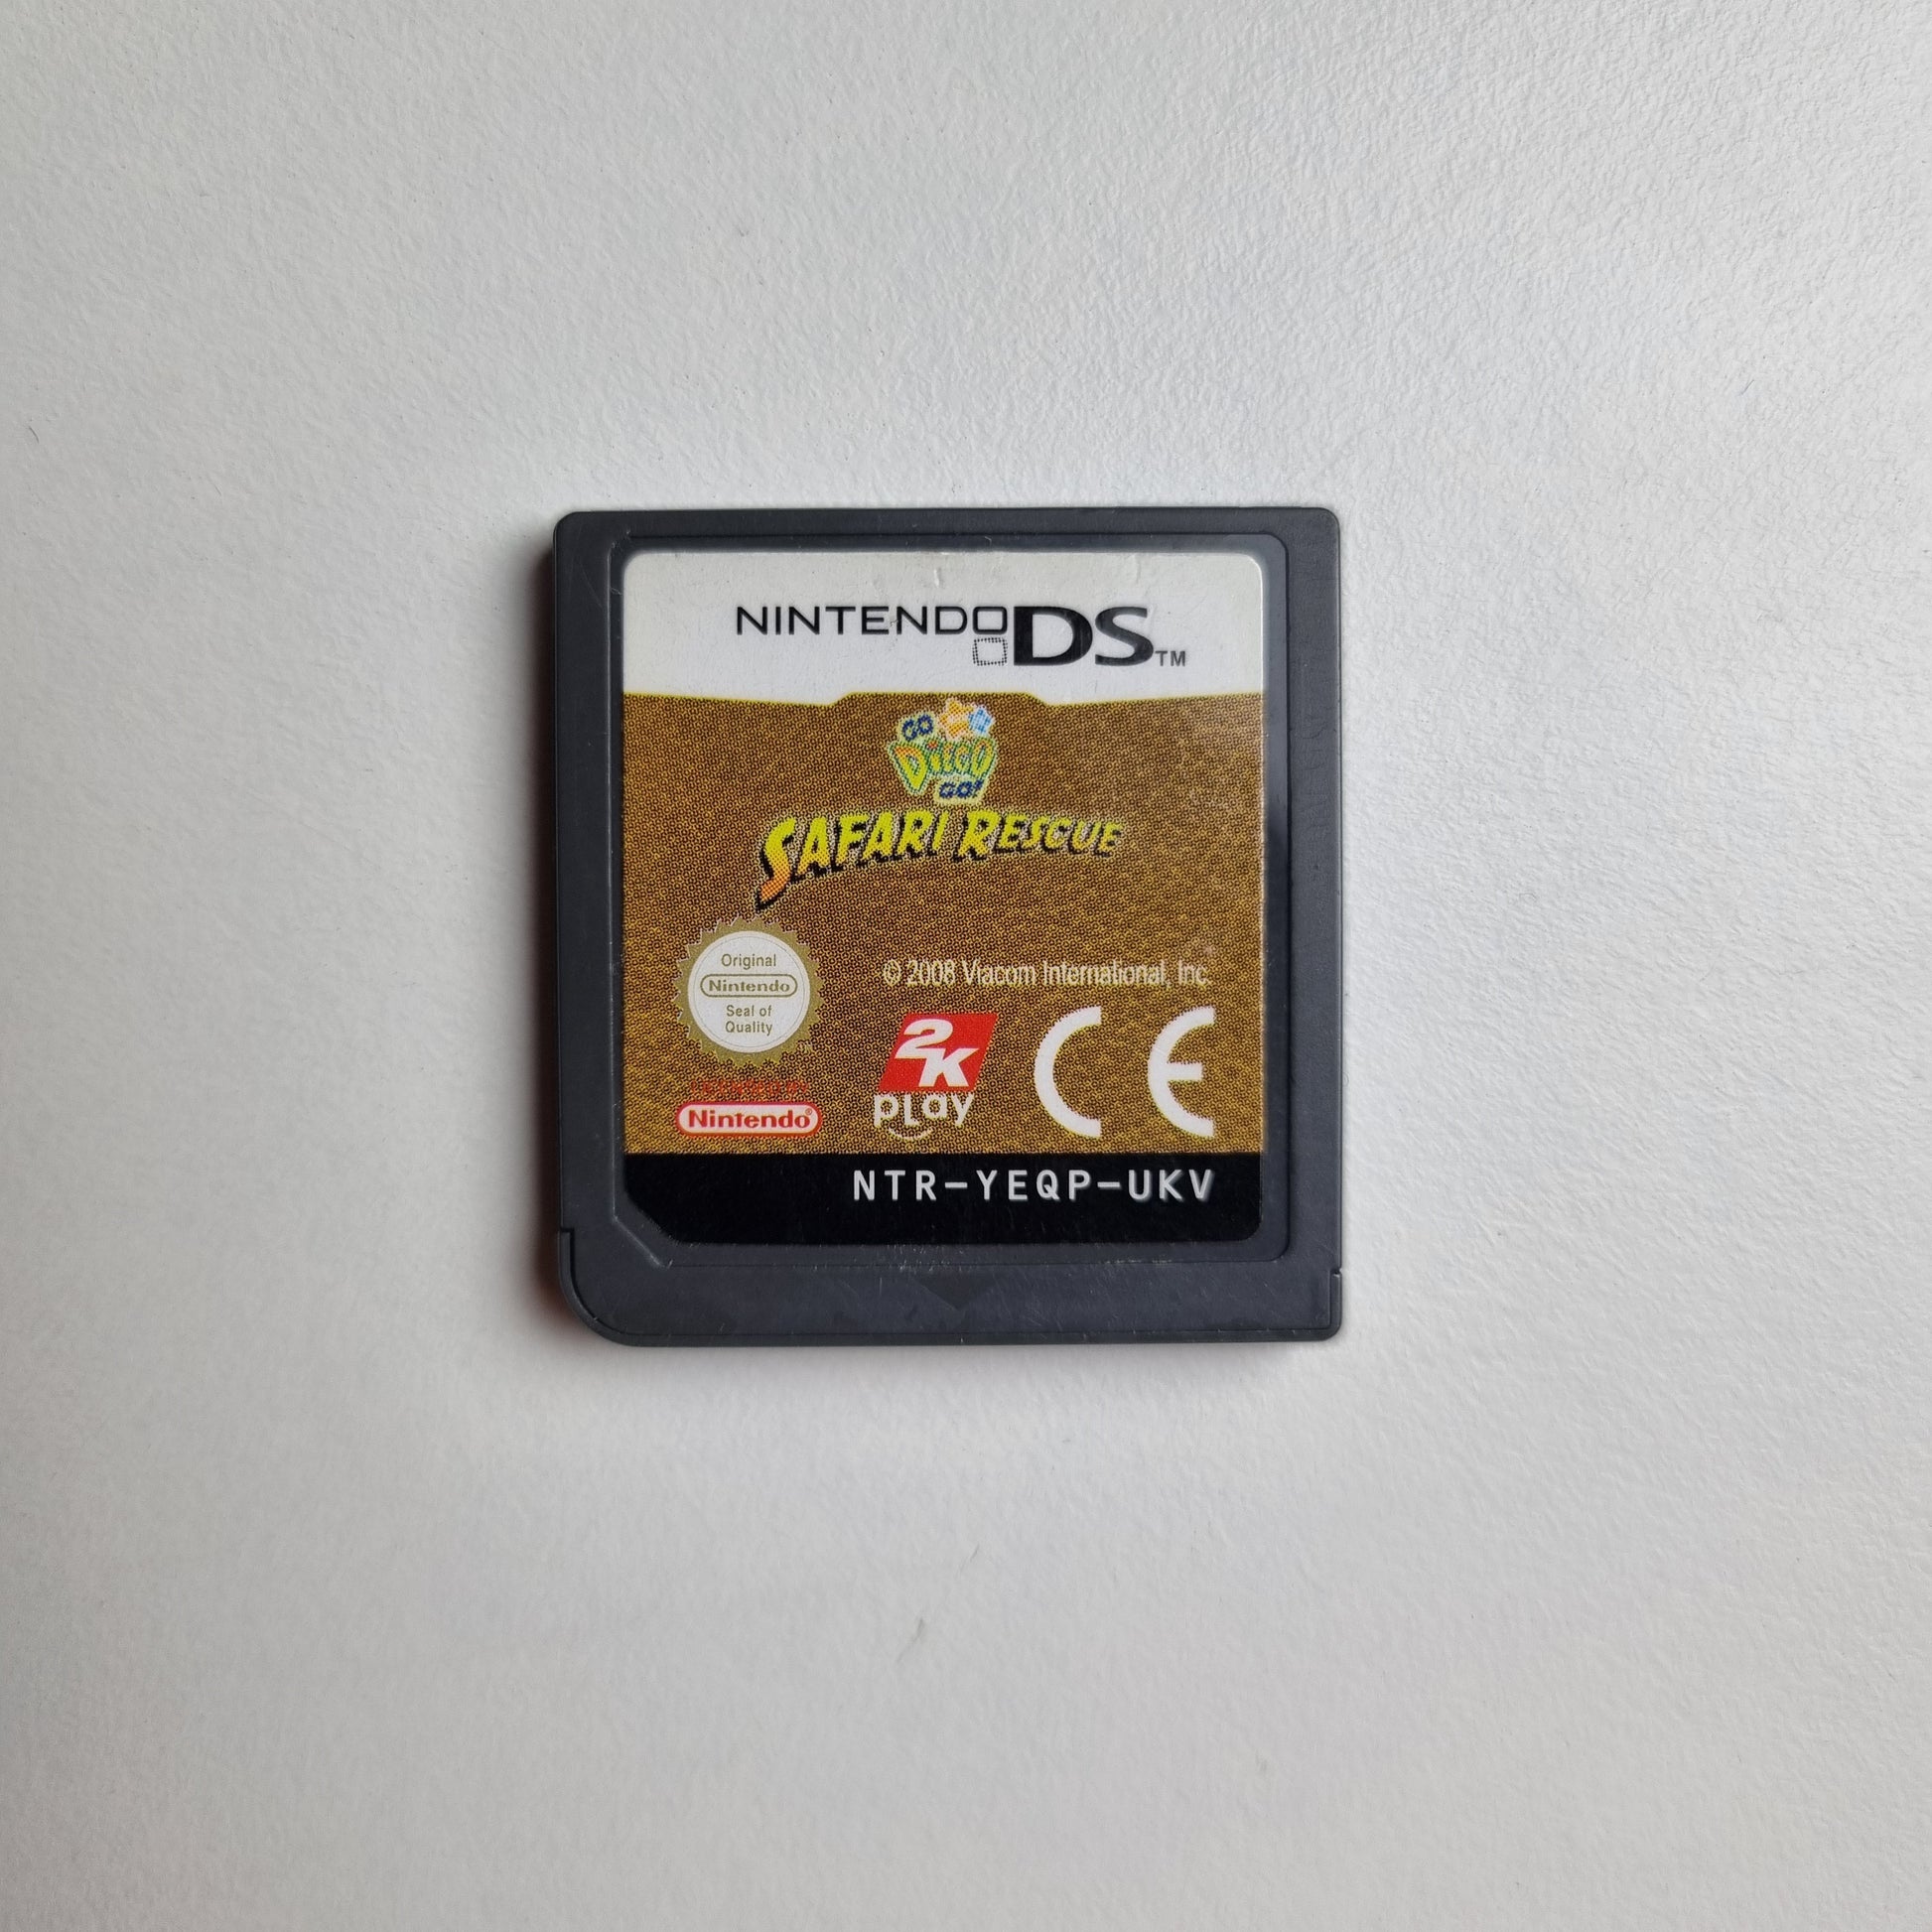 NINTENDO DS™
GO
DIEGO
GO!
SAFARI RESCUE
Original
Nintendo
Seal of
Quality
TM
© 2008 Viacom International, Inc.
2K
play
CE
Nintendo®
NTR-YEQP-UKV